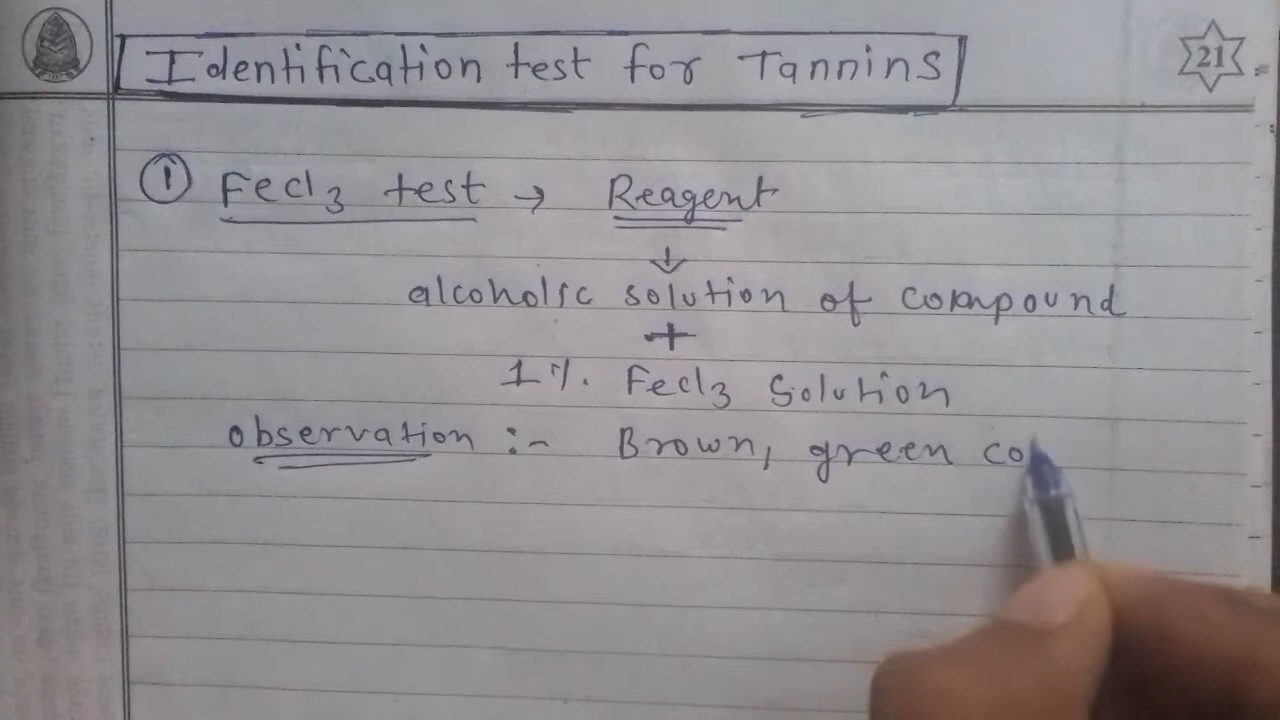 Identification test for Tannins
21
① Fecl3 test → Reagent
↓
alcoholic solution of compound
+
1%. Fecl3 Solution
observation :- Brown, green co